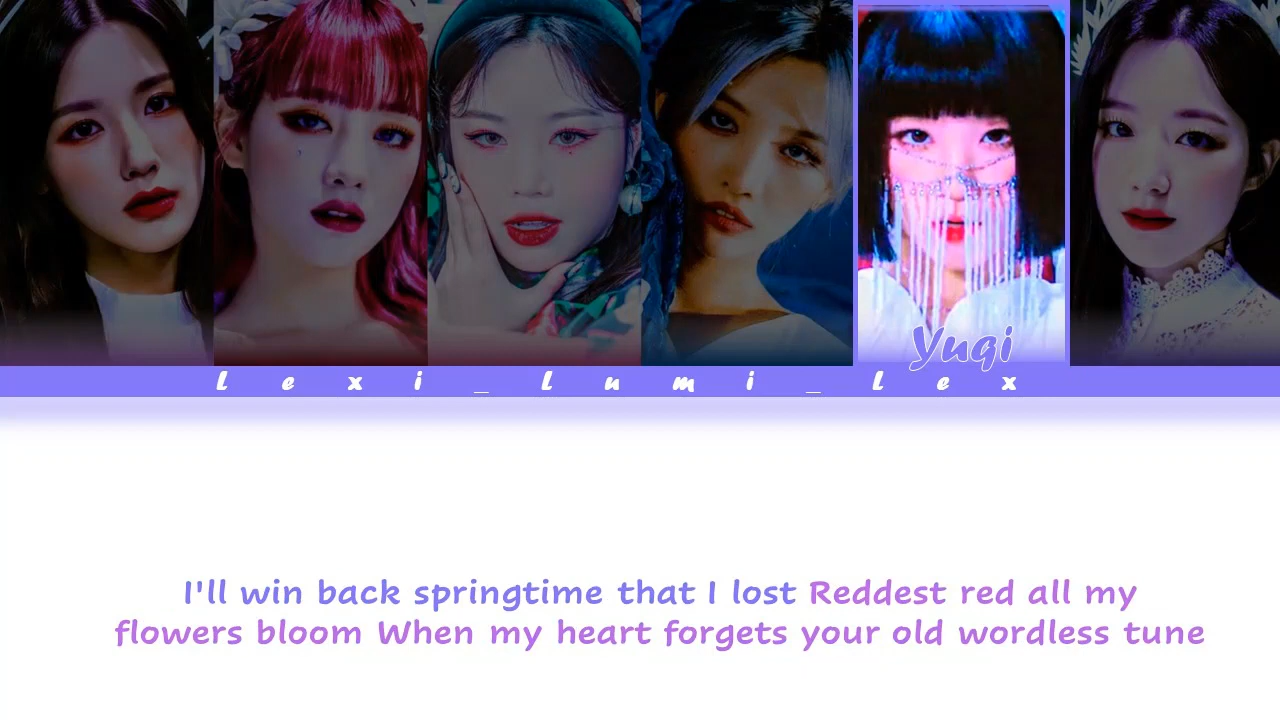 Yuqi
Lexi_Lumi_Lex
I'll win back springtime that I lost Reddest red all my
flowers bloom When my heart forgets your old wordless tune